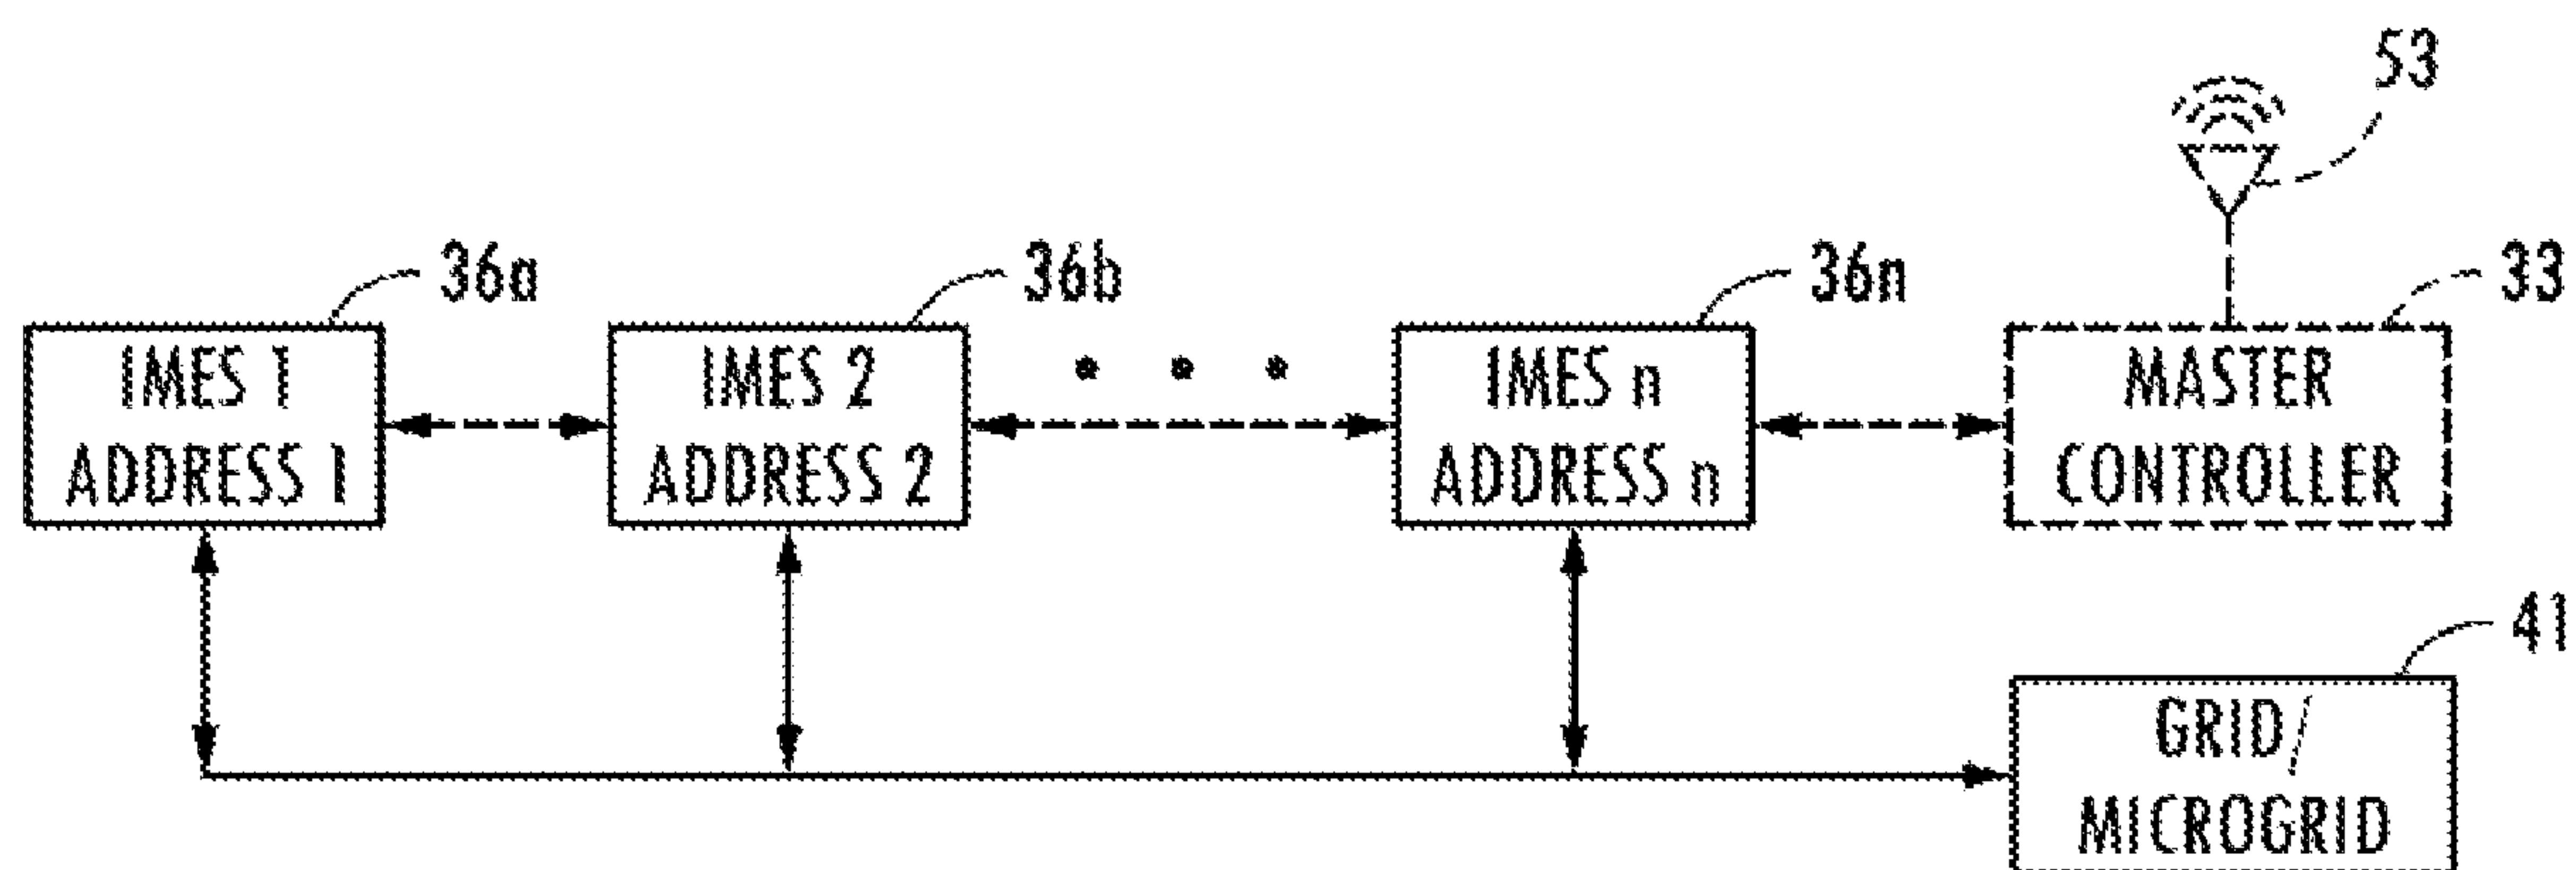 53
36a
36b
36n
33
IMES 1
ADDRESS 1
IMES 2
ADDRESS 2
• • •
IMES n
ADDRESS n
MASTER
CONTROLLER
41
GRID/
MICROGRID